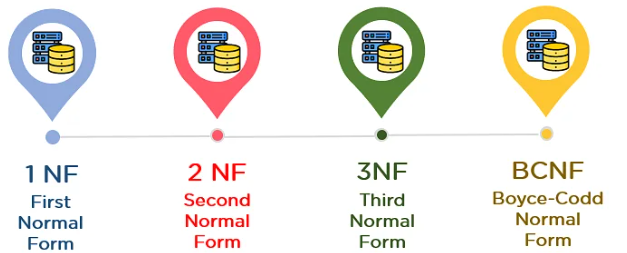 1 NF
First
Normal
Form
2 NF
Second
Normal
Form
3NF
Third
Normal
Form
BCNF
Boyce-Codd
Normal
Form